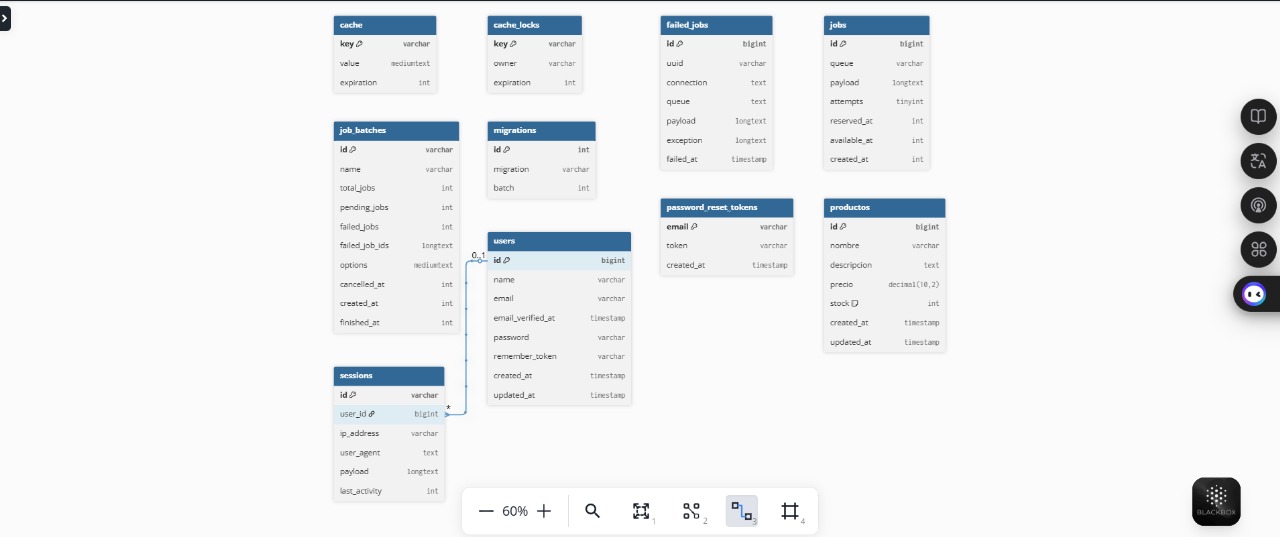 cache
key varchar
value mediumtext
expiration int
cache_locks
key varchar
owner varchar
expiration int
failed_jobs
id bigint
uuid varchar
connection text
queue text
payload longtext
exception longtext
failed_at timestamp
jobs
id bigint
queue varchar
payload longtext
attempts tinyint
reserved_at int
available_at int
created_at int
job_batches
id varchar
name varchar
total_jobs int
pending_jobs int
failed_jobs int
failed_job_ids longtext
options mediumtext
cancelled_at int
created_at int
finished_at int
migrations
id int
migration varchar
batch int
users
0..1
id bigint
name varchar
email varchar
email_verified_at timestamp
password varchar
remember_token varchar
created_at timestamp
updated_at timestamp
password_reset_tokens
email varchar
token varchar
created_at timestamp
productos
id bigint
nombre varchar
descripcion text
precio decimal(10,2)
stock int
created_at timestamp
updated_at timestamp
sessions
id varchar
*
user_id bigint
ip_address varchar
user_agent text
payload longtext
last_activity int
60%
1
2
3
4
BLACKBOX